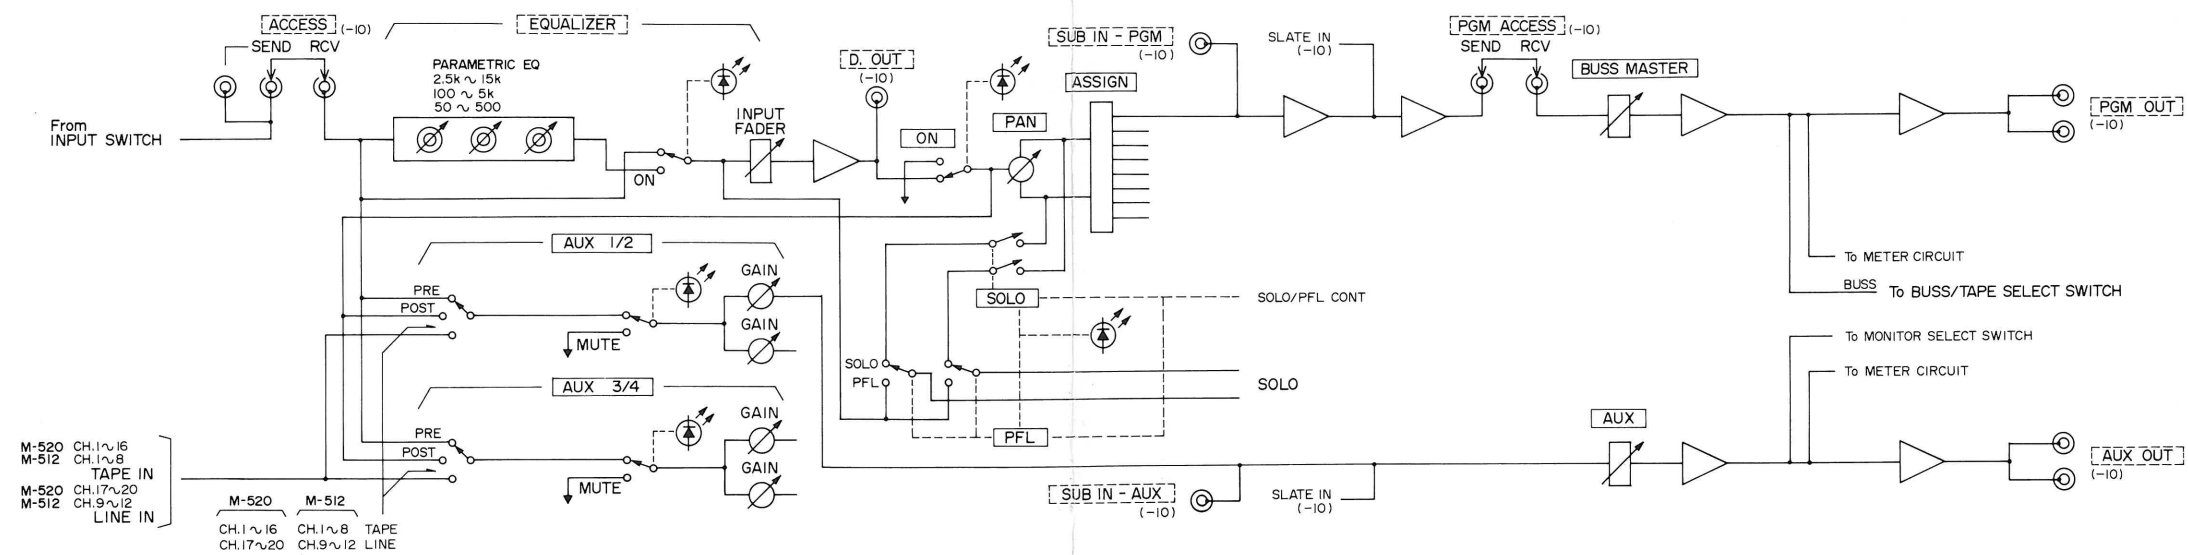 ACCESS (-10)
SEND RCV
From
INPUT SWITCH
EQUALIZER
PARAMETRIC EQ
2.5k ~ 15k
100 ~ 5k
50 ~ 500
ON
INPUT
FADER
D. OUT
(-10)
ON
PAN
ASSIGN
SUB IN - PGM
(-10)
SLATE IN
(-10)
PGM ACCESS (-10)
SEND RCV
BUSS MASTER
PGM OUT
(-10)
To METER CIRCUIT
BUSS To BUSS/TAPE SELECT SWITCH
AUX 1/2
PRE
POST
MUTE
GAIN
GAIN
SOLO
SOLO/PFL CONT
SOLO
PFL
SOLO
PFL
To MONITOR SELECT SWITCH
To METER CIRCUIT
AUX 3/4
PRE
POST
MUTE
GAIN
GAIN
AUX
AUX OUT
(-10)
SUB IN - AUX
(-10)
SLATE IN
(-10)
M-520 CH.1~16
M-512 CH.1~8
TAPE IN
M-520 CH.17~20
M-512 CH.9~12
LINE IN
M-520 M-512
CH.1~16 CH.1~8 TAPE
CH.17~20 CH.9~12 LINE